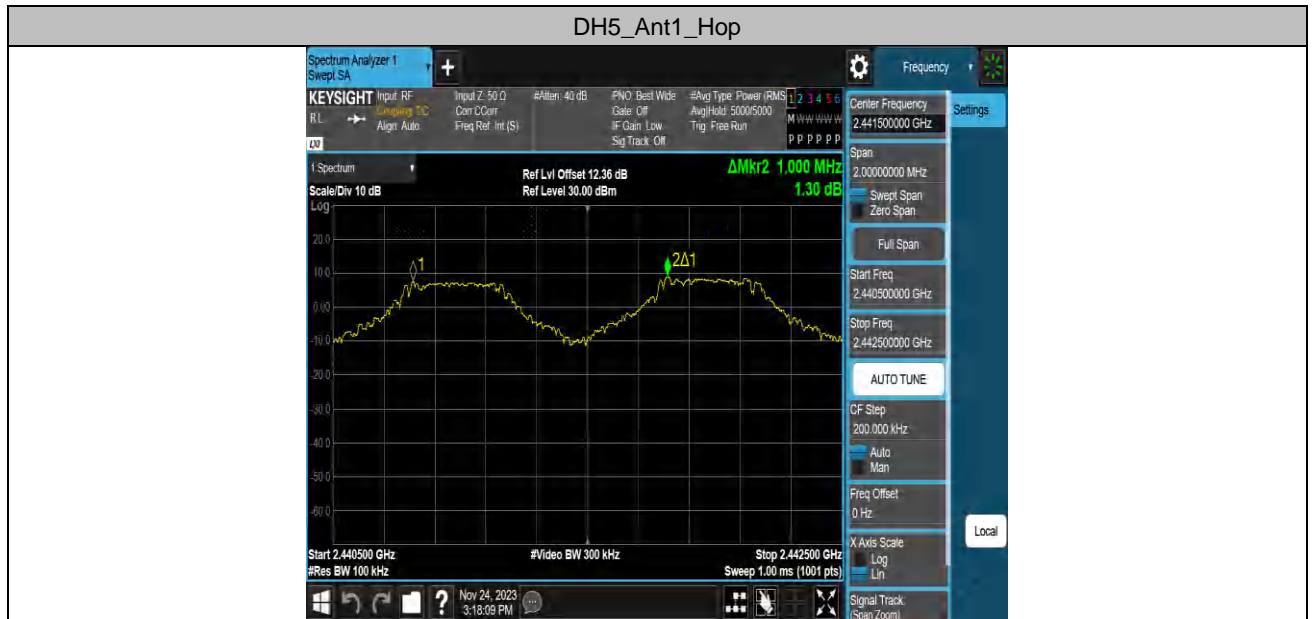 DH5_Ant1_Hop
Spectrum Analyzer 1
Swept SA
+
Frequency
KEYSIGHT
RL
Input: RF
Coupling: DC
Align: Auto
Input Z: 50 Ω
Corr CCorr
Freq Ref: Int (S)
#Atten: 40 dB
PNO: Best Wide
Gate: Off
IF Gain: Low
Sig Track: Off
#Avg Type: Power (RMS
Avg|Hold: 5000/5000
Trig: Free Run
1 2 3 4 5 6
M W W W W W
P P P P P P
1 Spectrum
Scale/Div 10 dB
Log
Ref Lvl Offset 12.36 dB
Ref Level 30.00 dBm
ΔMkr2 1.000 MHz
1.30 dB
20.0
10.0
0.00
-10.0
-20.0
-30.0
-40.0
-50.0
-60.0
1
2Δ1
Start 2.440500 GHz
#Res BW 100 kHz
#Video BW 300 kHz
Stop 2.442500 GHz
Sweep 1.00 ms (1001 pts)
?
Nov 24, 2023
3:18:09 PM
Center Frequency
2.441500000 GHz
Settings
Span
2.00000000 MHz
Swept Span
Zero Span
Full Span
Start Freq
2.440500000 GHz
Stop Freq
2.442500000 GHz
AUTO TUNE
CF Step
200.000 kHz
Auto
Man
Freq Offset
0 Hz
X Axis Scale
Log
Lin
Local
Signal Track
(Span Zoom)